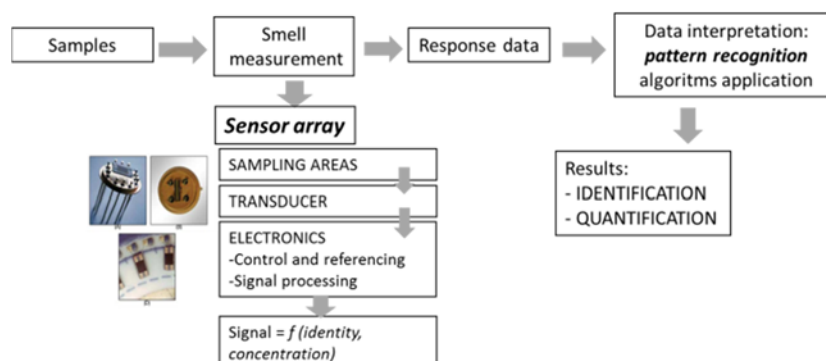 Samples
Smell
measurement
Response data
Data interpretation:
pattern recognition
algoritms application
Sensor array
SAMPLING AREAS
TRANSDUCER
ELECTRONICS
-Control and referencing
-Signal processing
Signal = f (identity,
concentration)
Results:
- IDENTIFICATION
- QUANTIFICATION